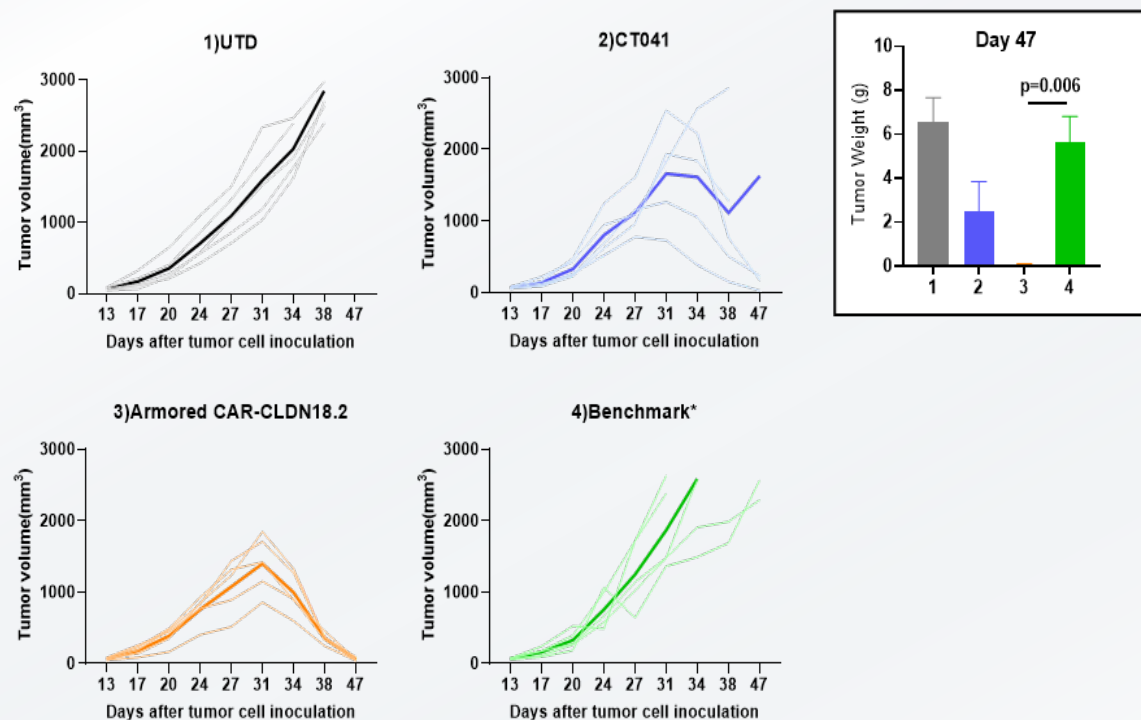 1)UTD
3000
2000
1000
0
Tumor volume(mm³)
13 17 20 24 27 31 34 38 47
Days after tumor cell inoculation
2)CT041
3000
2000
1000
0
Tumor volume(mm³)
13 17 20 24 27 31 34 38 47
Days after tumor cell inoculation
Day 47
10
8
6
4
2
0
Tumor Weight (g)
p=0.006
1 2 3 4
3)Armored CAR-CLDN18.2
3000
2000
1000
0
Tumor volume(mm³)
13 17 20 24 27 31 34 38 47
Days after tumor cell inoculation
4)Benchmark*
3000
2000
1000
0
Tumor volume(mm³)
13 17 20 24 27 31 34 38 47
Days after tumor cell inoculation